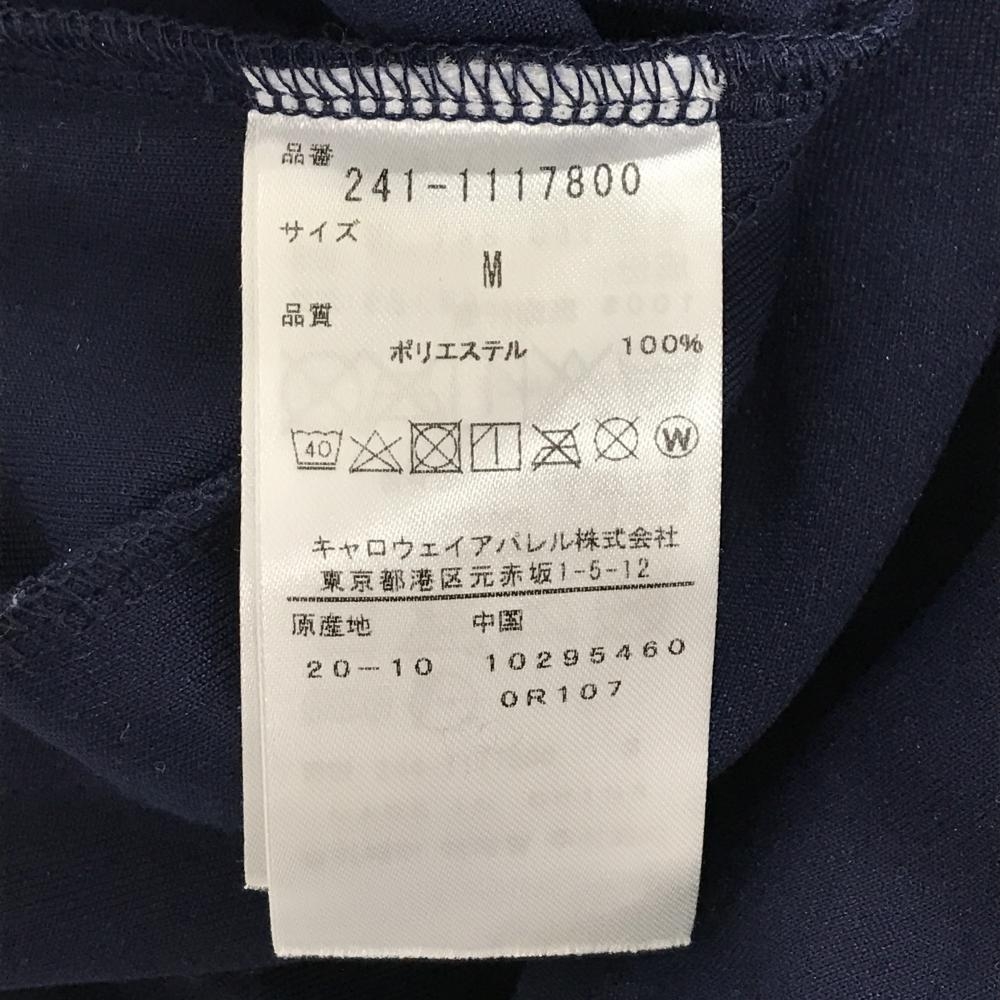 品番
241-1117800
サイズ
M
品質
ポリエステル 100%
40 W
キャロウェイアパレル株式会社
東京都港区元赤坂1-5-12
原産地 中国
20-10 10295460
0R107